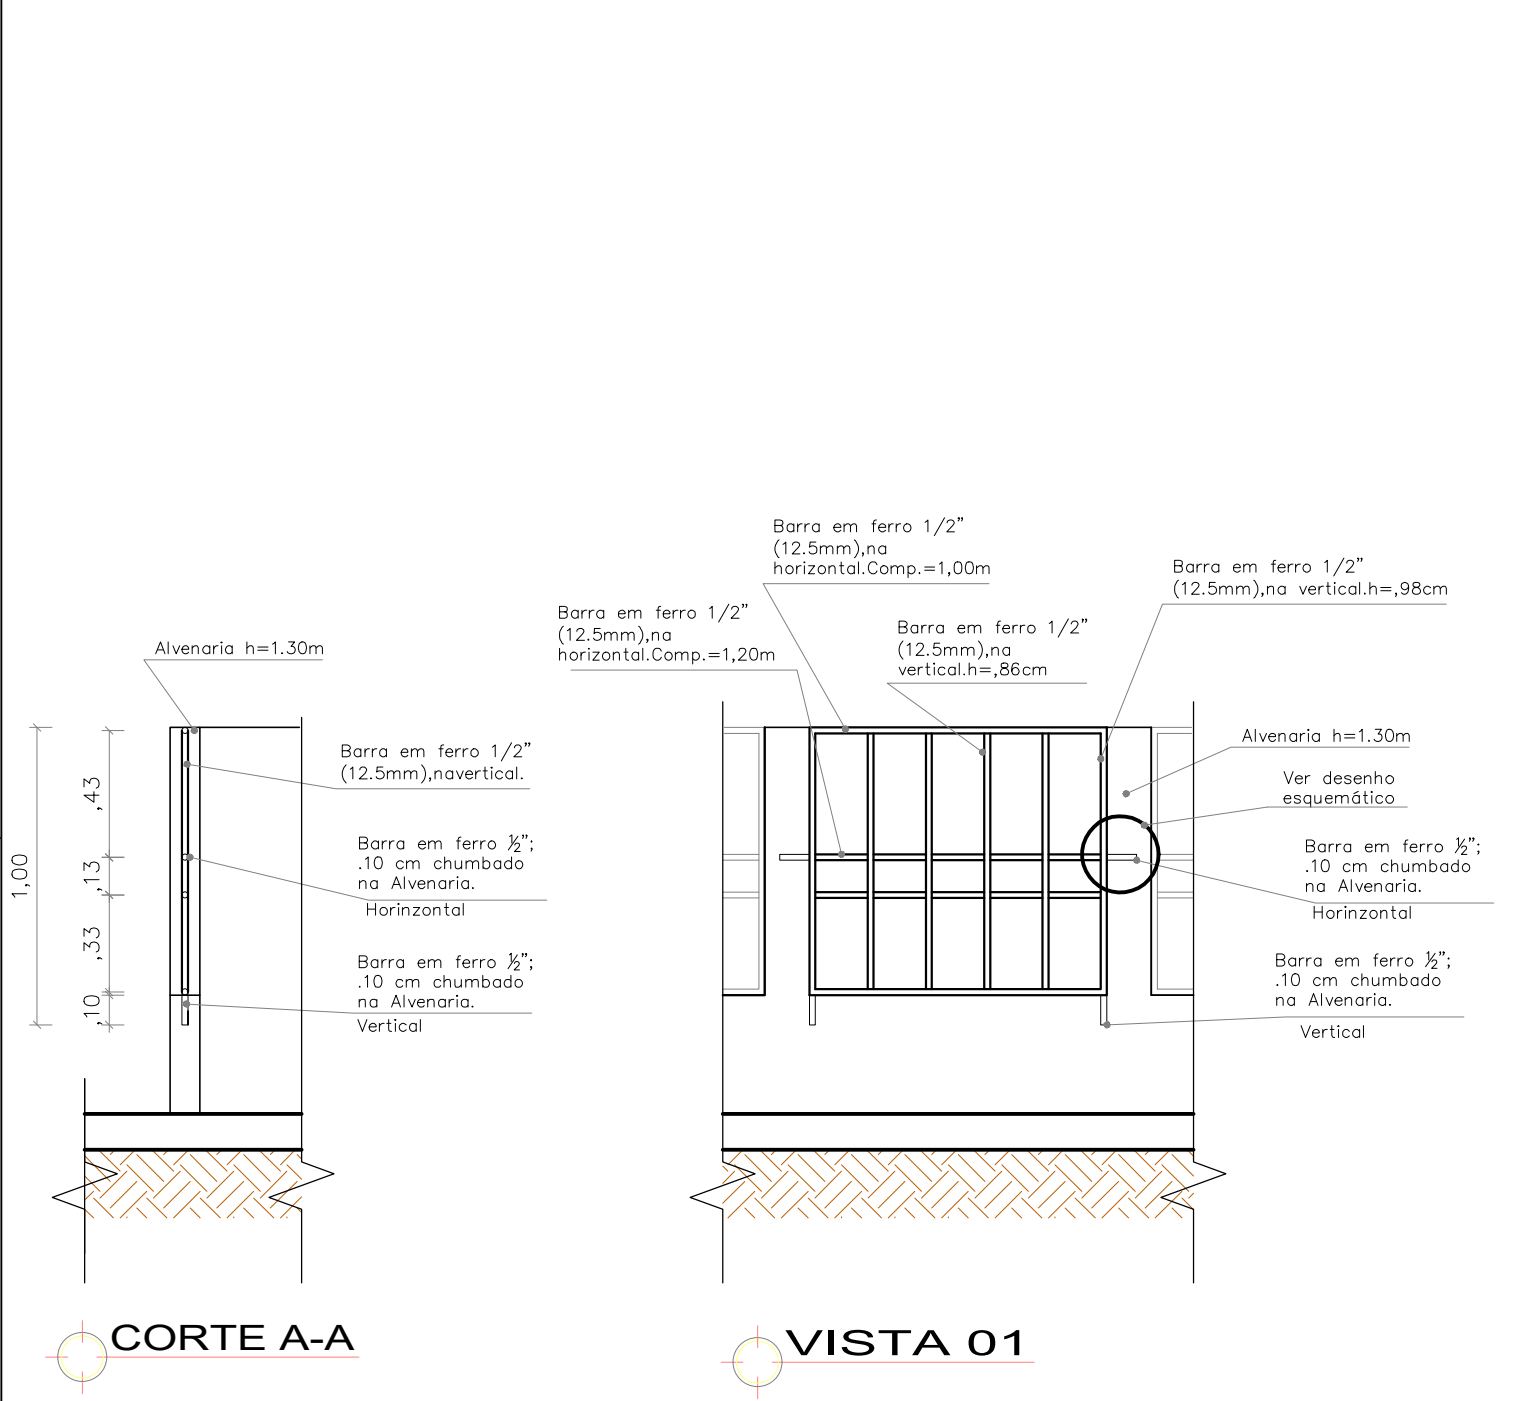 Barra em ferro 1/2”
(12.5mm),na
horizontal.Comp.=1,00m
Barra em ferro 1/2”
(12.5mm),na vertical.h=,98cm
Barra em ferro 1/2”
(12.5mm),na
horizontal.Comp.=1,20m
Barra em ferro 1/2”
(12.5mm),na
vertical.h=,86cm
Alvenaria h=1.30m
Barra em ferro 1/2”
(12.5mm),navertical.
Barra em ferro ½”;
.10 cm chumbado
na Alvenaria.
Horinzontal
Barra em ferro ½”;
.10 cm chumbado
na Alvenaria.
Vertical
1,00
,43
,13
,33
,10
Alvenaria h=1.30m
Ver desenho
esquemático
Barra em ferro ½”;
.10 cm chumbado
na Alvenaria.
Horinzontal
Barra em ferro ½”;
.10 cm chumbado
na Alvenaria.
Vertical
CORTE A-A
VISTA 01